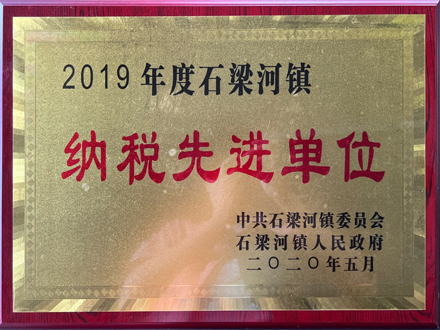 2019年度石梁河镇
纳税先进单位
中共石梁河镇委员会
石梁河镇人民政府
二〇二〇年五月